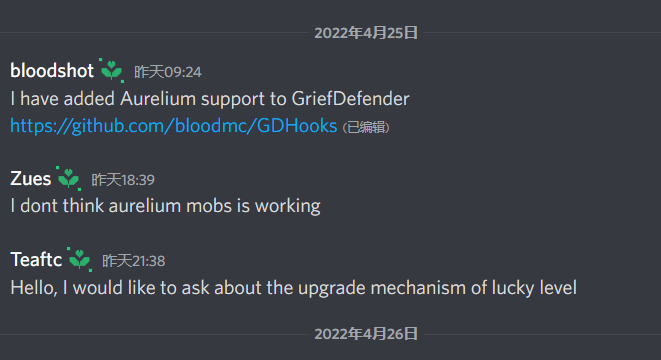 2022年4月25日
bloodshot 昨天09:24
I have added Aurelium support to GriefDefender
https://github.com/bloodmc/GDHooks (已编辑)
Zues 昨天18:39
I dont think aurelium mobs is working
Teaftc 昨天21:38
Hello, I would like to ask about the upgrade mechanism of lucky level
2022年4月26日